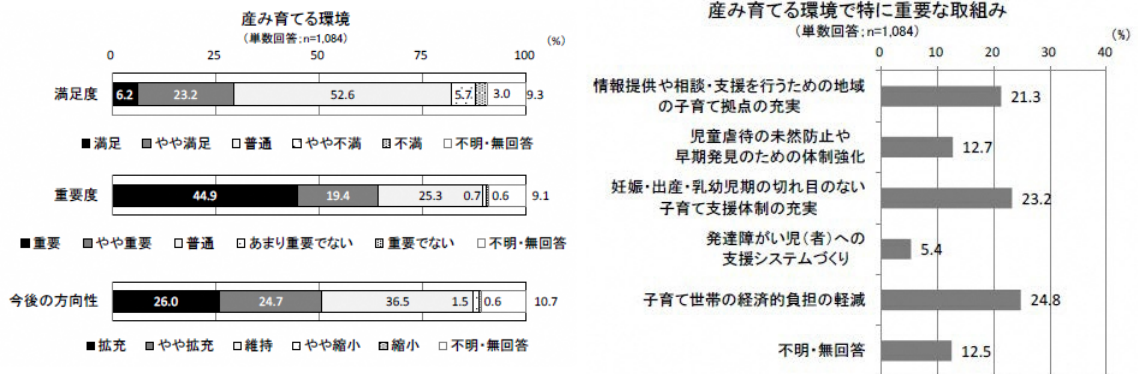 産み育てる環境
(単数回答;n=1,084)
(%)
0 25 50 75 100
満足度 6.2 23.2 52.6 5.7 3.0 9.3
■満足 ■やや満足 □普通 □やや不満 □不満 □不明・無回答
重要度 44.9 19.4 25.3 0.7 0.6 9.1
■重要 ■やや重要 □普通 □あまり重要でない □重要でない □不明・無回答
今後の方向性 26.0 24.7 36.5 1.5 0.6 10.7
■拡充 ■やや拡充 □維持 □やや縮小 □縮小 □不明・無回答
産み育てる環境で特に重要な取組み
(単数回答;n=1,084)
(%)
0 10 20 30 40
情報提供や相談・支援を行うための地域
の子育て拠点の充実 21.3
児童虐待の未然防止や
早期発見のための体制強化 12.7
妊娠・出産・乳幼児期の切れ目のない
子育て支援体制の充実 23.2
発達障がい児(者)への
支援システムづくり 5.4
子育て世帯の経済的負担の軽減 24.8
不明・無回答 12.5